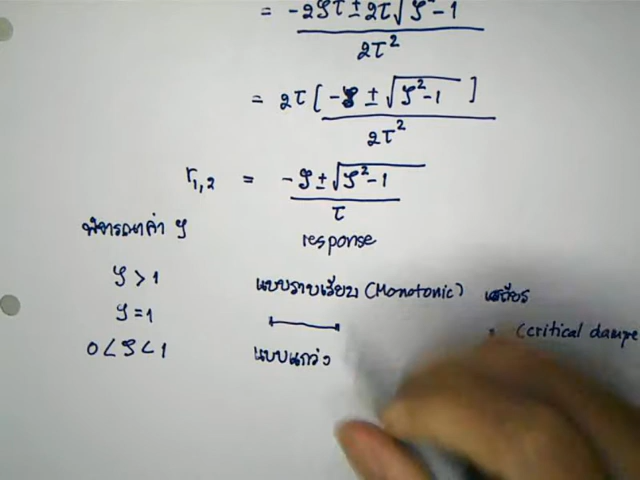 = -2ζτ ± 2τ√ζ²-1
2τ²
= 2τ [ -ζ ± √ζ²-1 ]
2τ²
r1,2 = -ζ ± √ζ²-1
τ
พิจารณาค่า ζ response
ζ > 1 แบบราบเรียบ (Monotonic) เสถียร
ζ = 1 (critical dampe
0 < ζ < 1 แบบแกว่ง